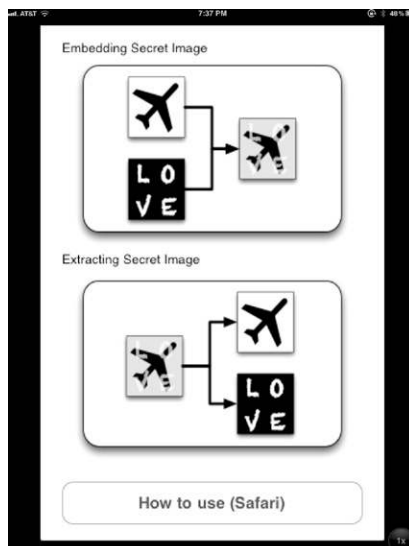 AT&T 7:37 PM 48%
Embedding Secret Image
L O
V E
L O
V E
Extracting Secret Image
L O
V E
L O
V E
How to use (Safari)
1x